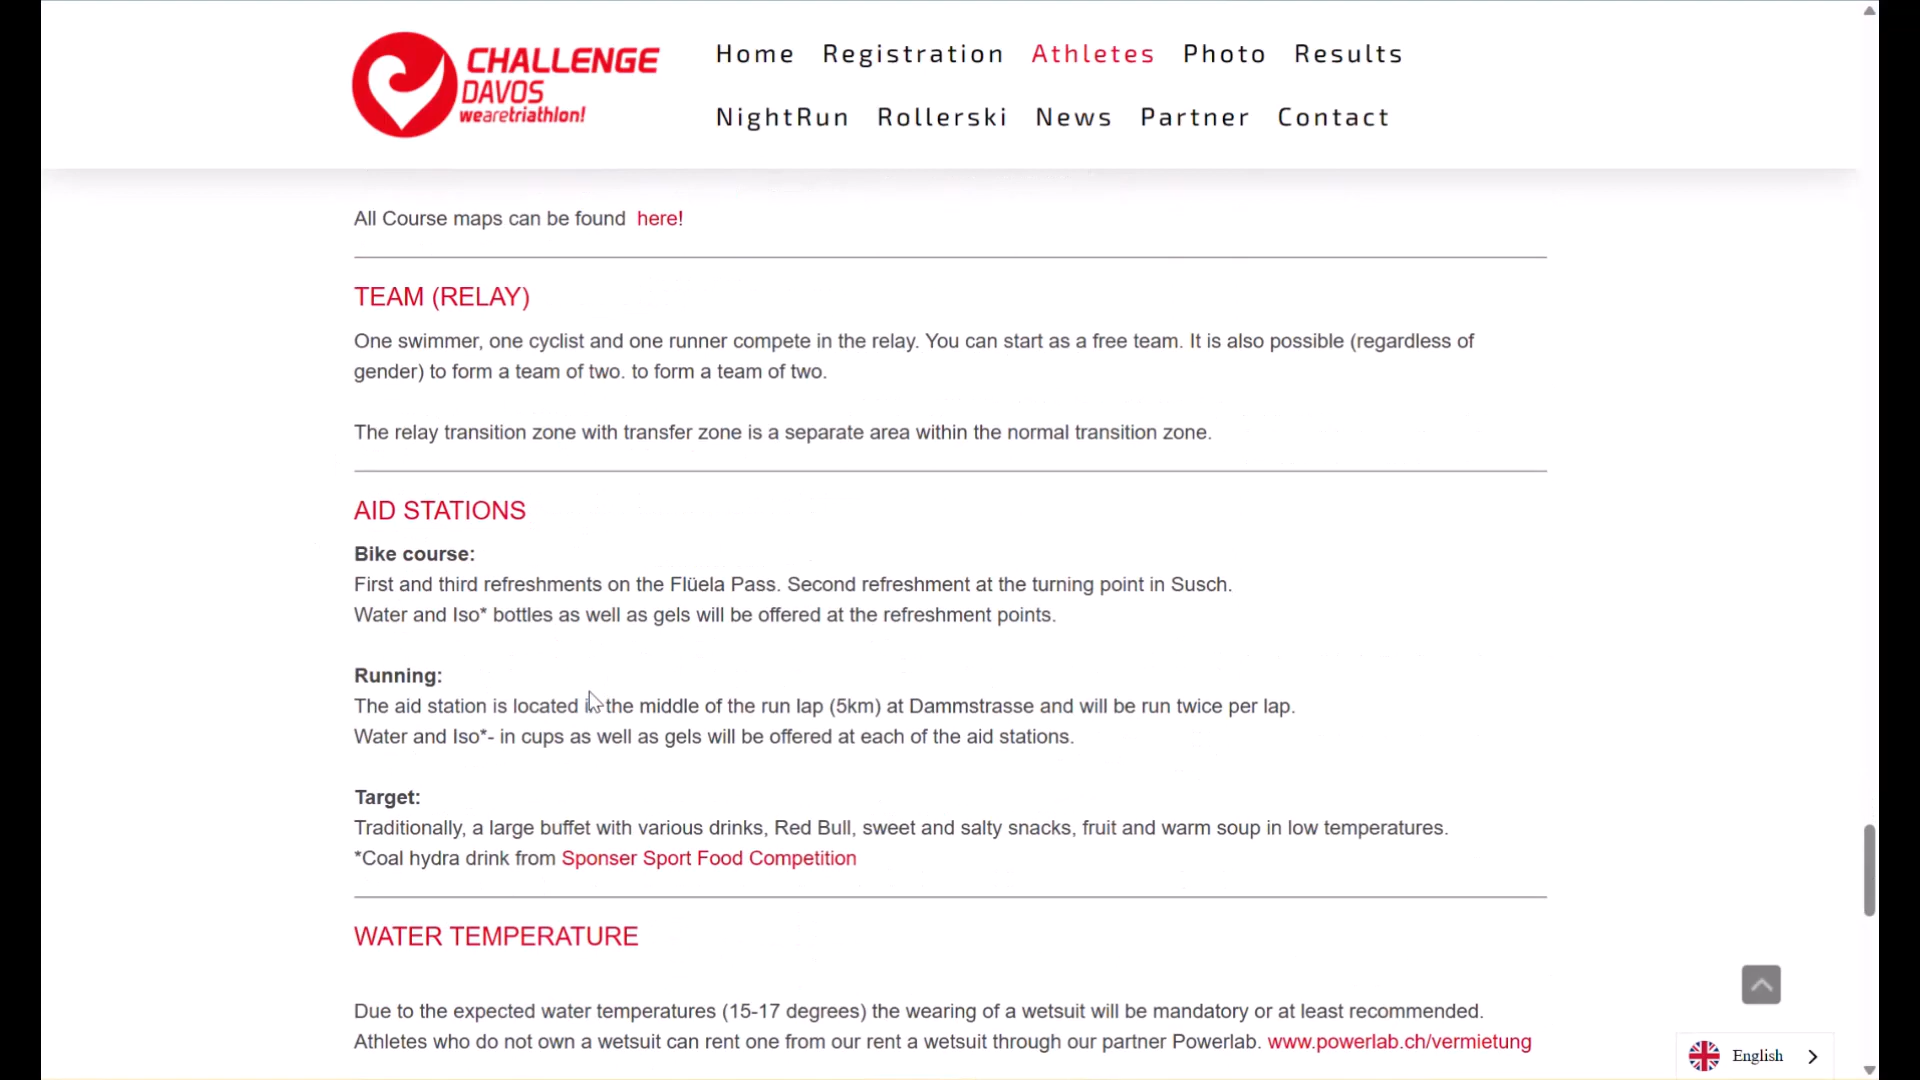 CHALLENGE
DAVOS
wearetriathlon!
Home Registration Athletes Photo Results
NightRun Rollerski News Partner Contact
All Course maps can be found here!
TEAM (RELAY)
One swimmer, one cyclist and one runner compete in the relay. You can start as a free team. It is also possible (regardless of
gender) to form a team of two. to form a team of two.
The relay transition zone with transfer zone is a separate area within the normal transition zone.
AID STATIONS
Bike course:
First and third refreshments on the Flüela Pass. Second refreshment at the turning point in Susch.
Water and Iso* bottles as well as gels will be offered at the refreshment points.
Running:
The aid station is located in the middle of the run lap (5km) at Dammstrasse and will be run twice per lap.
Water and Iso*- in cups as well as gels will be offered at each of the aid stations.
Target:
Traditionally, a large buffet with various drinks, Red Bull, sweet and salty snacks, fruit and warm soup in low temperatures.
*Coal hydra drink from Sponser Sport Food Competition
WATER TEMPERATURE
Due to the expected water temperatures (15-17 degrees) the wearing of a wetsuit will be mandatory or at least recommended.
Athletes who do not own a wetsuit can rent one from our rent a wetsuit through our partner Powerlab. www.powerlab.ch/vermietung
English